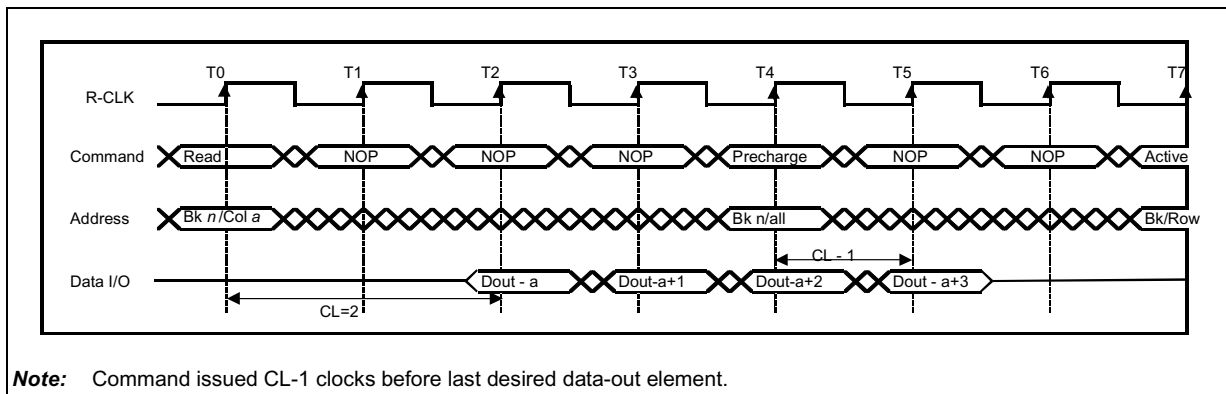 T0 T1 T2 T3 T4 T5 T6 T7
R-CLK
Command Read NOP NOP NOP Precharge NOP NOP Active
Address Bk n/Col a Bk n/all Bk/Row
CL - 1
Data I/O Dout - a Dout-a+1 Dout-a+2 Dout - a+3
CL=2
Note: Command issued CL-1 clocks before last desired data-out element.